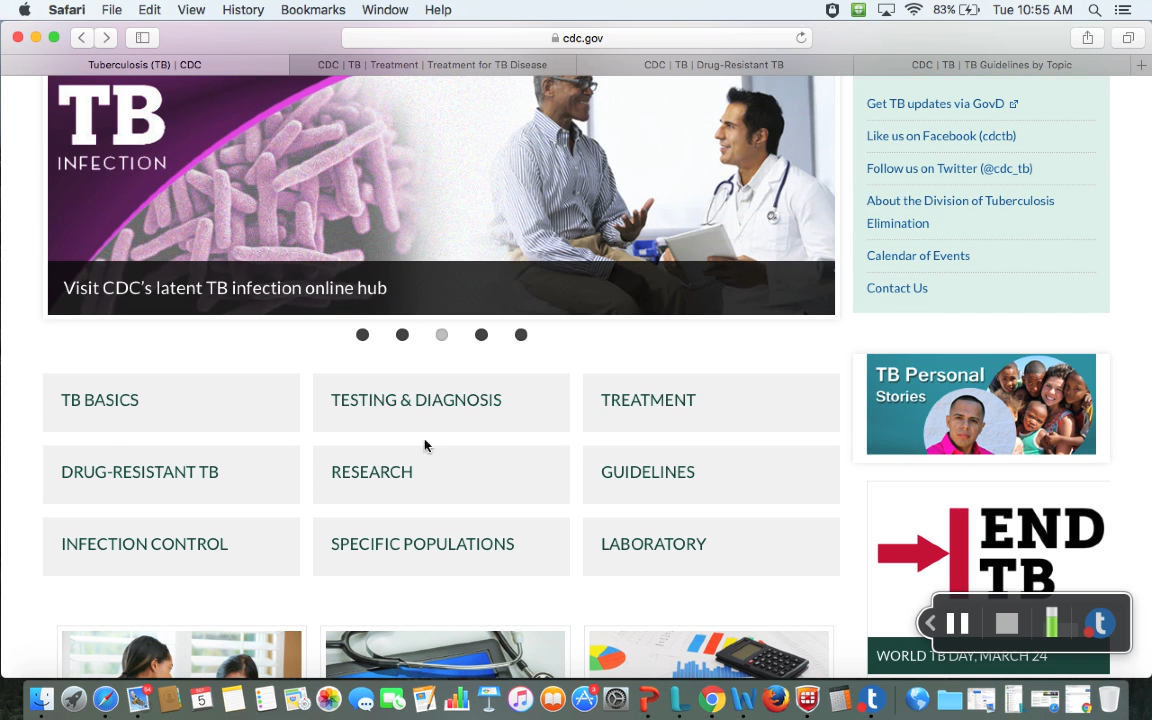 Safari File Edit View History Bookmarks Window Help 83% Tue 10:55 AM
cdc.gov
Tuberculosis (TB) | CDC
CDC | TB | Treatment | Treatment for TB Disease
CDC | TB | Drug-Resistant TB
CDC | TB | TB Guidelines by Topic
TB
INFECTION
Visit CDC's latent TB infection online hub
Get TB updates via GovD
Like us on Facebook (cdctb)
Follow us on Twitter (@cdc_tb)
About the Division of Tuberculosis
Elimination
Calendar of Events
Contact Us
TB BASICS
TESTING & DIAGNOSIS
TREATMENT
DRUG-RESISTANT TB
RESEARCH
GUIDELINES
INFECTION CONTROL
SPECIFIC POPULATIONS
LABORATORY
TB Personal
Stories
END
TB
WORLD TB DAY, MARCH 24
t
5
P
L
W
t